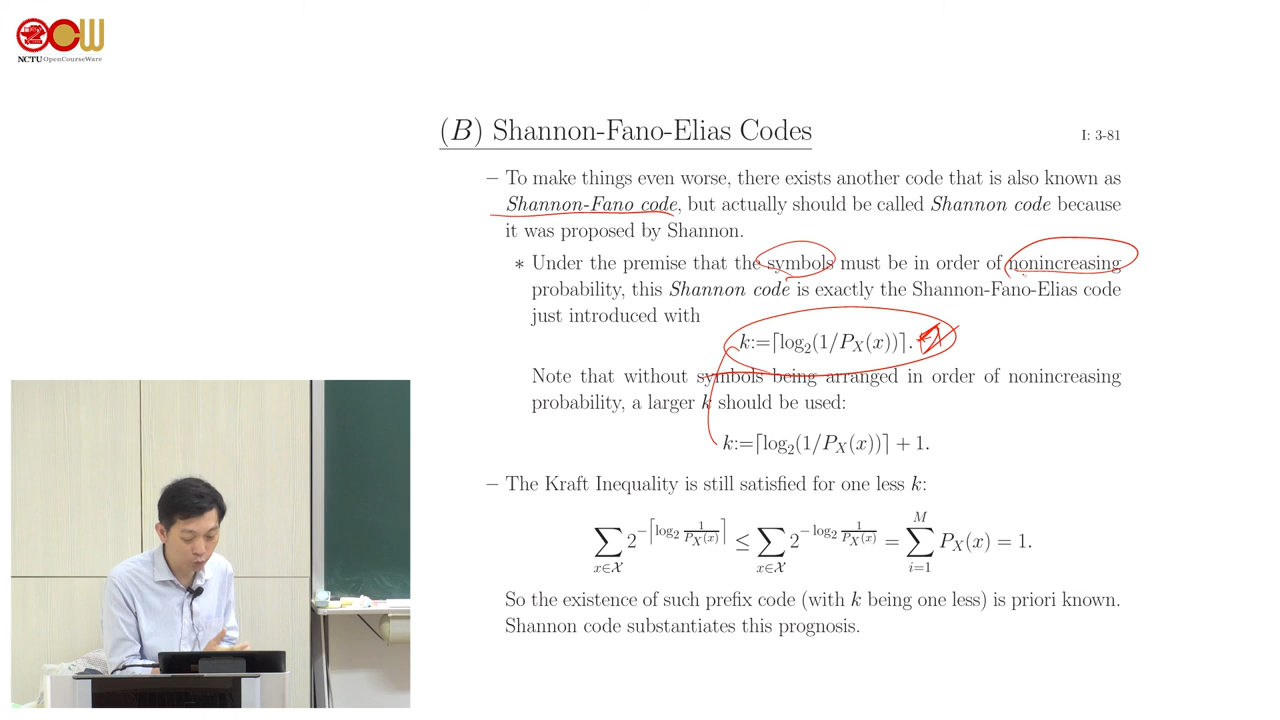 NCTU OpenCourseWare
(B) Shannon-Fano-Elias Codes
I: 3-81
– To make things even worse, there exists another code that is also known as
Shannon-Fano code, but actually should be called Shannon code because
it was proposed by Shannon.
∗ Under the premise that the symbols must be in order of nonincreasing
probability, this Shannon code is exactly the Shannon-Fano-Elias code
just introduced with
k:=⌈log₂(1/P_X(x))⌉.
Note that without symbols being arranged in order of nonincreasing
probability, a larger k should be used:
k:=⌈log₂(1/P_X(x))⌉ + 1.
– The Kraft Inequality is still satisfied for one less k:
∑_{x∈𝒳} 2^{−⌈log₂ 1/P_X(x)⌉} ≤ ∑_{x∈𝒳} 2^{−log₂ 1/P_X(x)} = ∑_{i=1}^{M} P_X(x) = 1.
So the existence of such prefix code (with k being one less) is priori known.
Shannon code substantiates this prognosis.